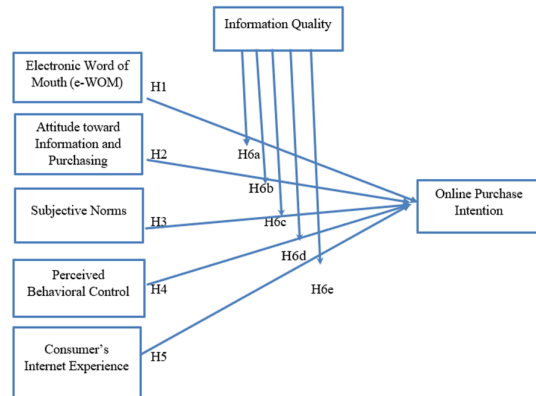 Information Quality
Electronic Word of
Mouth (e-WOM)
H1
Attitude toward
Information and
Purchasing
H2
H6a
H6b
Subjective Norms
H3
H6c
Online Purchase
Intention
H6d
Perceived
Behavioral Control
H4
H6e
Consumer's
Internet Experience
H5